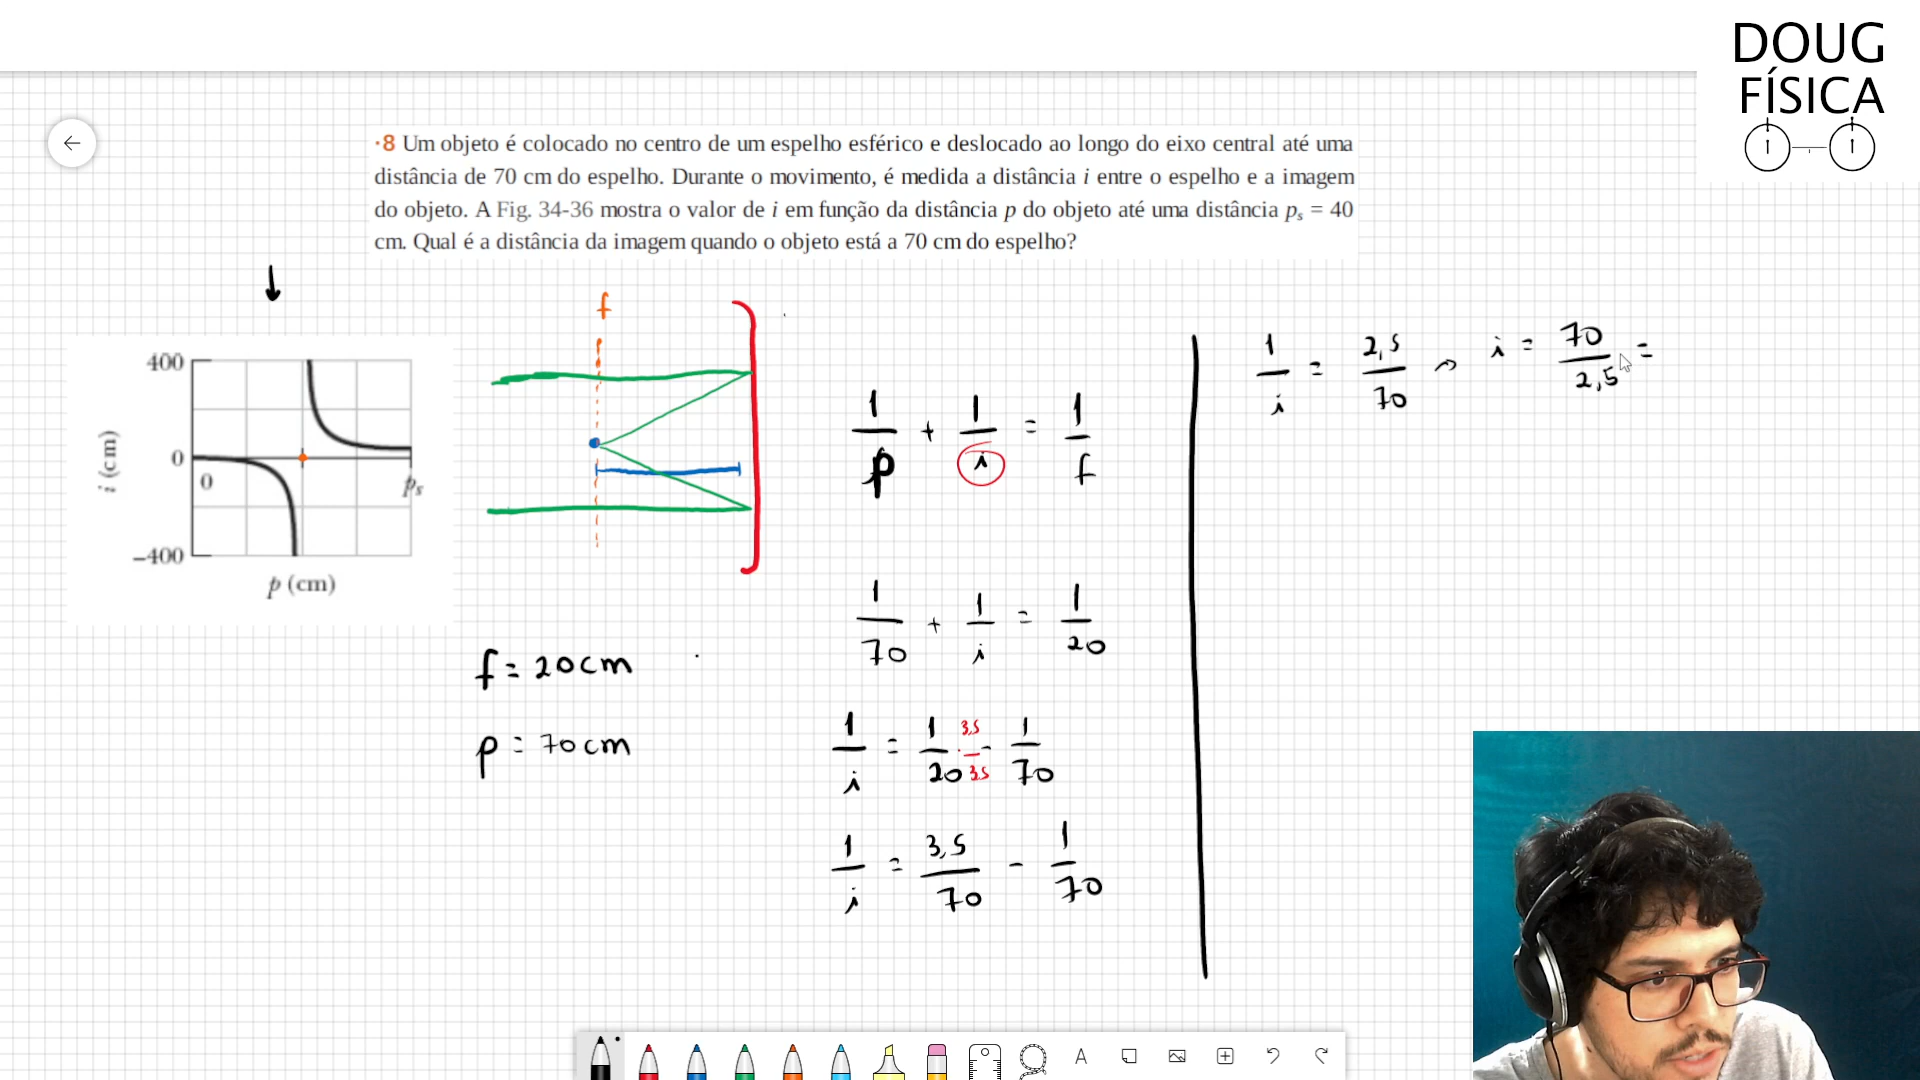 DOUG
FÍSICA
·8 Um objeto é colocado no centro de um espelho esférico e deslocado ao longo do eixo central até uma
distância de 70 cm do espelho. Durante o movimento, é medida a distância i entre o espelho e a imagem
do objeto. A Fig. 34-36 mostra o valor de i em função da distância p do objeto até uma distância pₛ = 40
cm. Qual é a distância da imagem quando o objeto está a 70 cm do espelho?
400
0
-400
i (cm)
0
pₛ
p (cm)
f
f = 20cm
p = 70cm
1/p + 1/i = 1/f
1/70 + 1/i = 1/20
1/i = 1/20 · 3,5/3,5 - 1/70
1/i = 3,5/70 - 1/70
1/i = 2,5/70 → i = 70/2,5 =
A